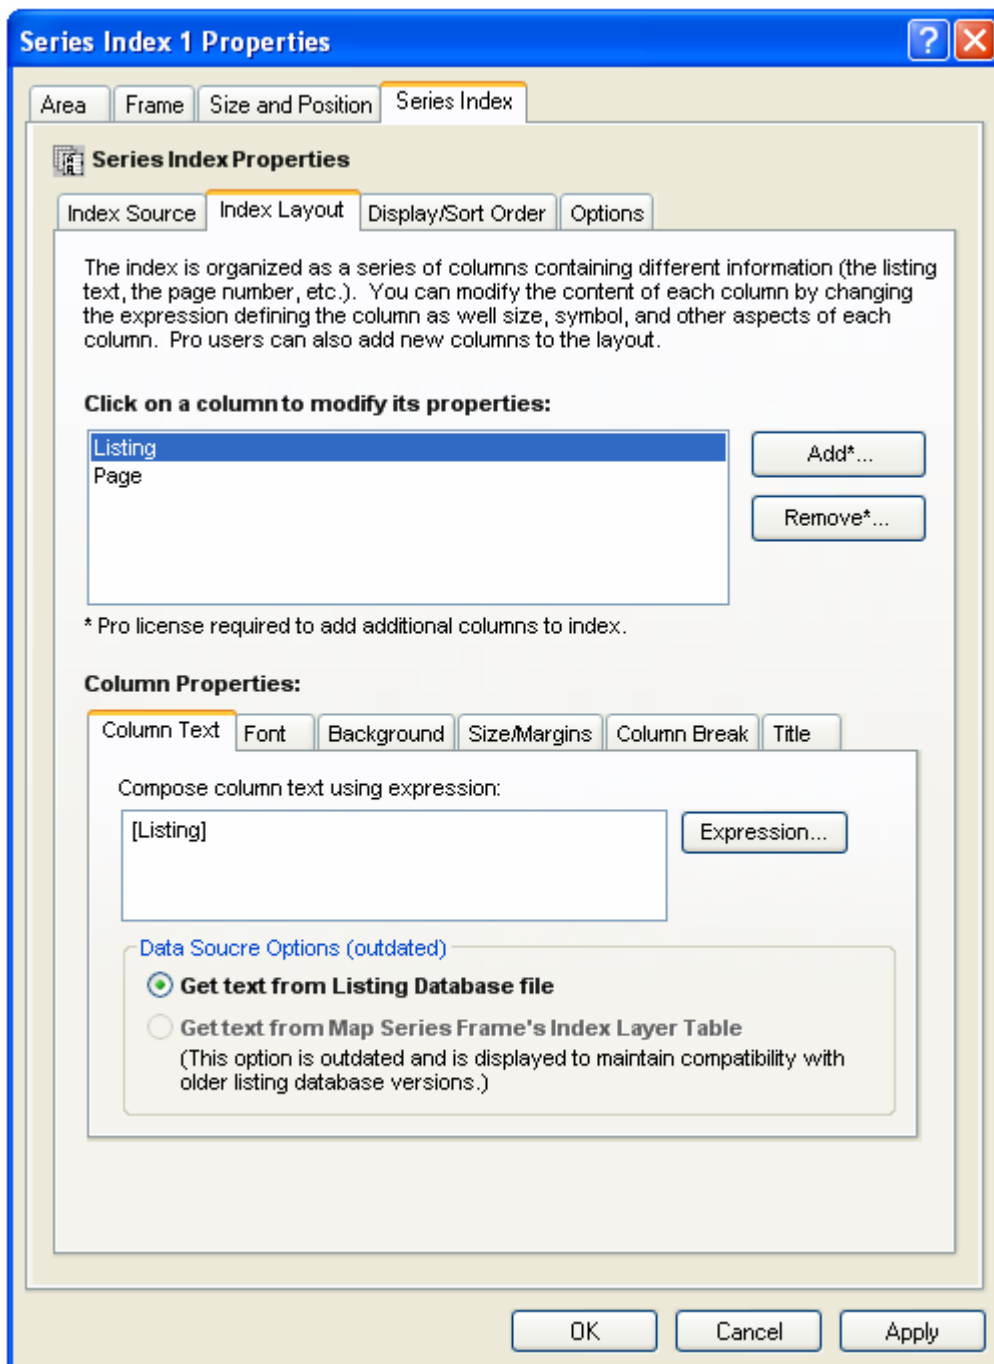 Series Index 1 Properties
?
Area Frame Size and Position Series Index
Series Index Properties
Index Source Index Layout Display/Sort Order Options
The index is organized as a series of columns containing different information (the listing
text, the page number, etc.). You can modify the content of each column by changing
the expression defining the column as well size, symbol, and other aspects of each
column. Pro users can also add new columns to the layout.
Click on a column to modify its properties:
Listing
Page
Add*...
Remove*...
* Pro license required to add additional columns to index.
Column Properties:
Column Text Font Background Size/Margins Column Break Title
Compose column text using expression:
[Listing]
Expression...
Data Soucre Options (outdated)
Get text from Listing Database file
Get text from Map Series Frame's Index Layer Table
(This option is outdated and is displayed to maintain compatibility with
older listing database versions.)
OK Cancel Apply